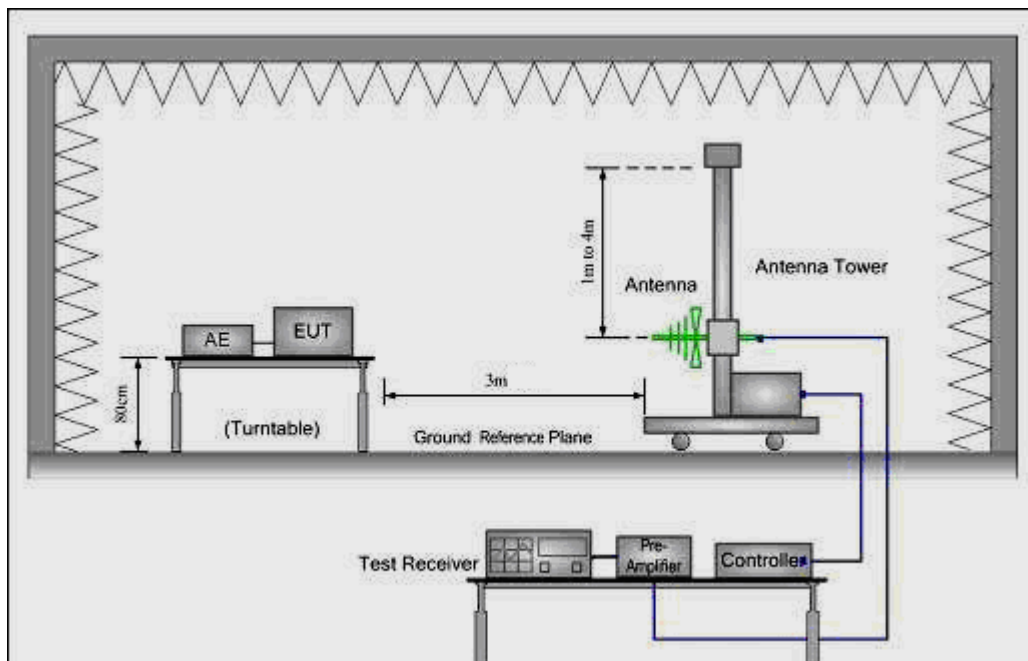 1m to 4m
Antenna Tower
Antenna
AE
EUT
3m
80cm
(Turntable)
Ground Reference Plane
Test Receiver
Pre-
Amplifier
Controller